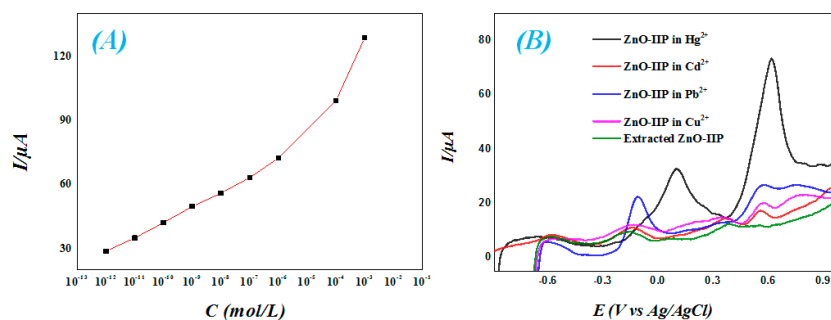 (A)
120
90
60
30
I/µA
10⁻¹³ 10⁻¹² 10⁻¹¹ 10⁻¹⁰ 10⁻⁹ 10⁻⁸ 10⁻⁷ 10⁻⁶ 10⁻⁵ 10⁻⁴ 10⁻³ 10⁻²
C (mol/L)
(B)
80
60
40
20
0
I/µA
ZnO-IIP in Hg²⁺
ZnO-IIP in Cd²⁺
ZnO-IIP in Pb²⁺
ZnO-IIP in Cu²⁺
Extracted ZnO-IIP
-0.6 -0.3 0.0 0.3 0.6 0.9
E (V vs Ag/AgCl)